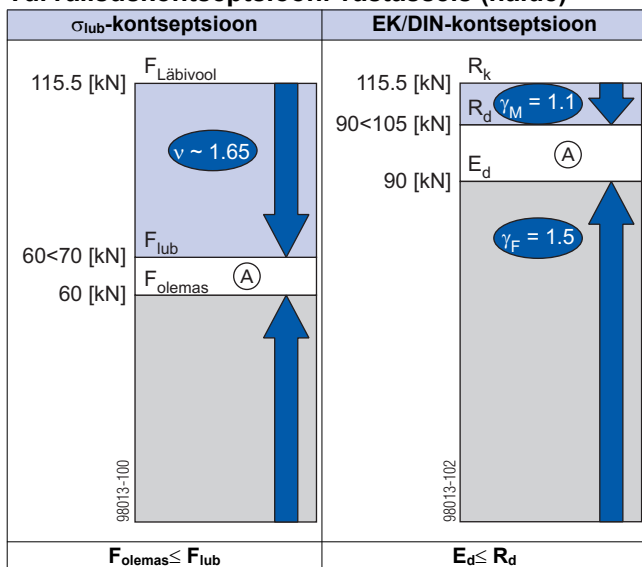 σlub-kontseptsioon
EK/DIN-kontseptsioon
FLäbivool
115.5 [kN]
ν ~ 1.65
Flub
60<70 [kN]
Folemas
A
60 [kN]
98013-100
Folemas≤ Flub
Rk
115.5 [kN]
Rd
γM = 1.1
90<105 [kN]
A
Ed
90 [kN]
γF = 1.5
98013-102
Ed≤ Rd